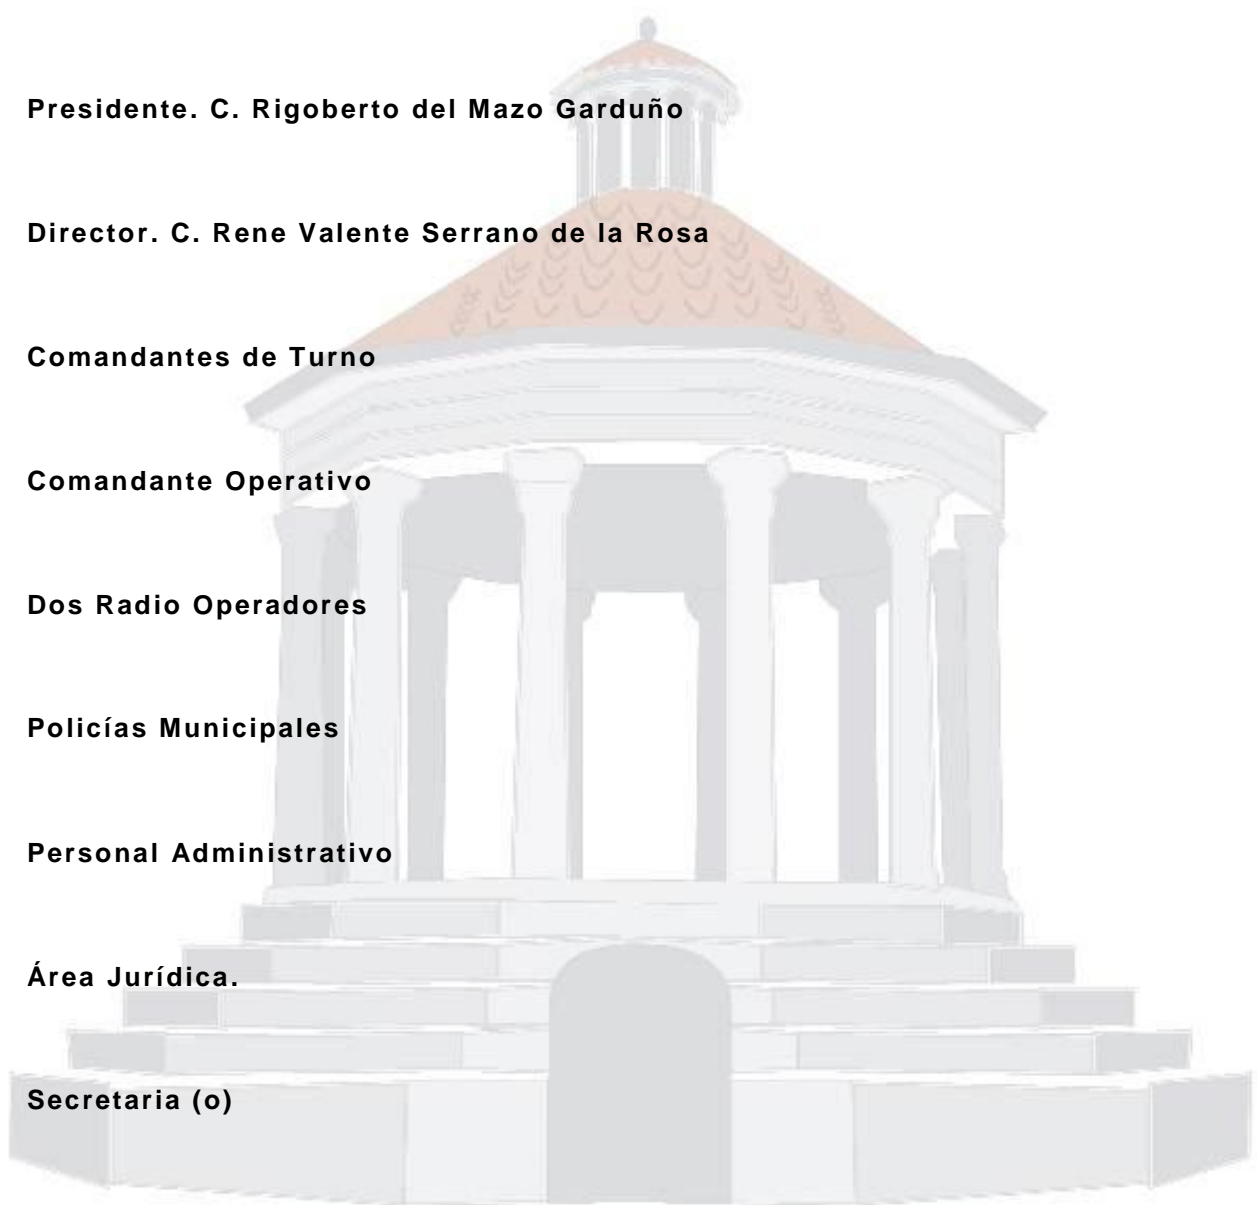 Presidente. C. Rigoberto del Mazo Garduño
Director. C. Rene Valente Serrano de la Rosa
Comandantes de Turno
Comandante Operativo
Dos Radio Operadores
Policías Municipales
Personal Administrativo
Área Jurídica.
Secretaria (o)